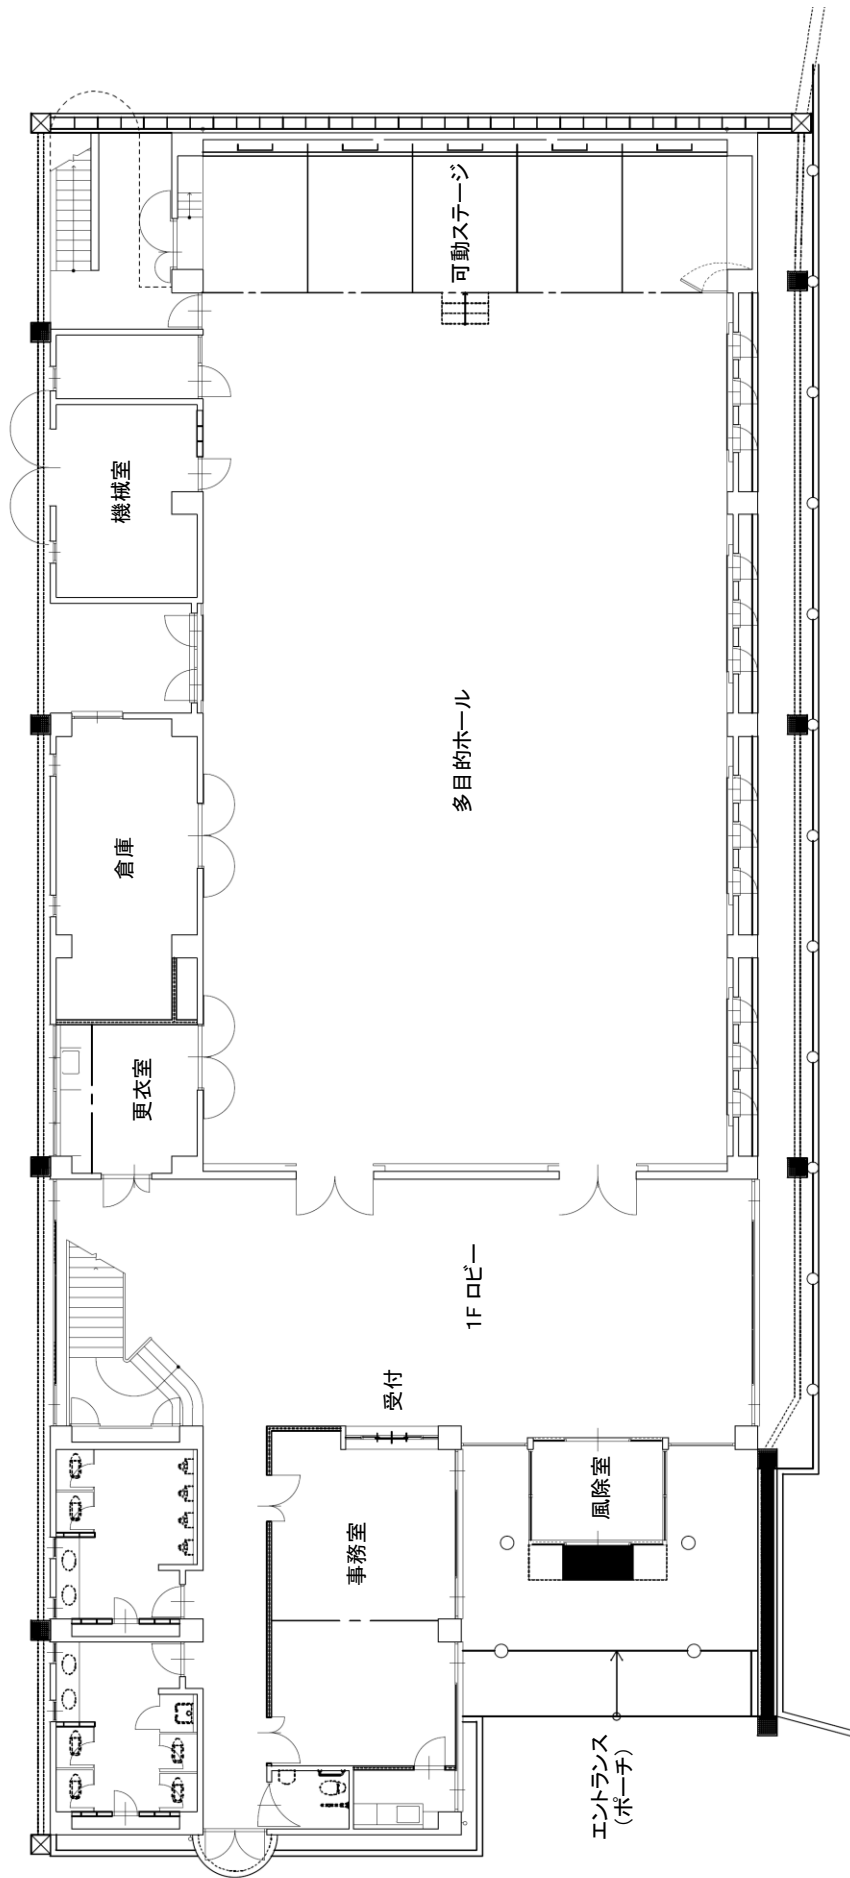 可動ステージ
機械室
多目的ホール
倉庫
更衣室
1F ロビー
受付
風除室
事務室
エントランス
(ポーチ)